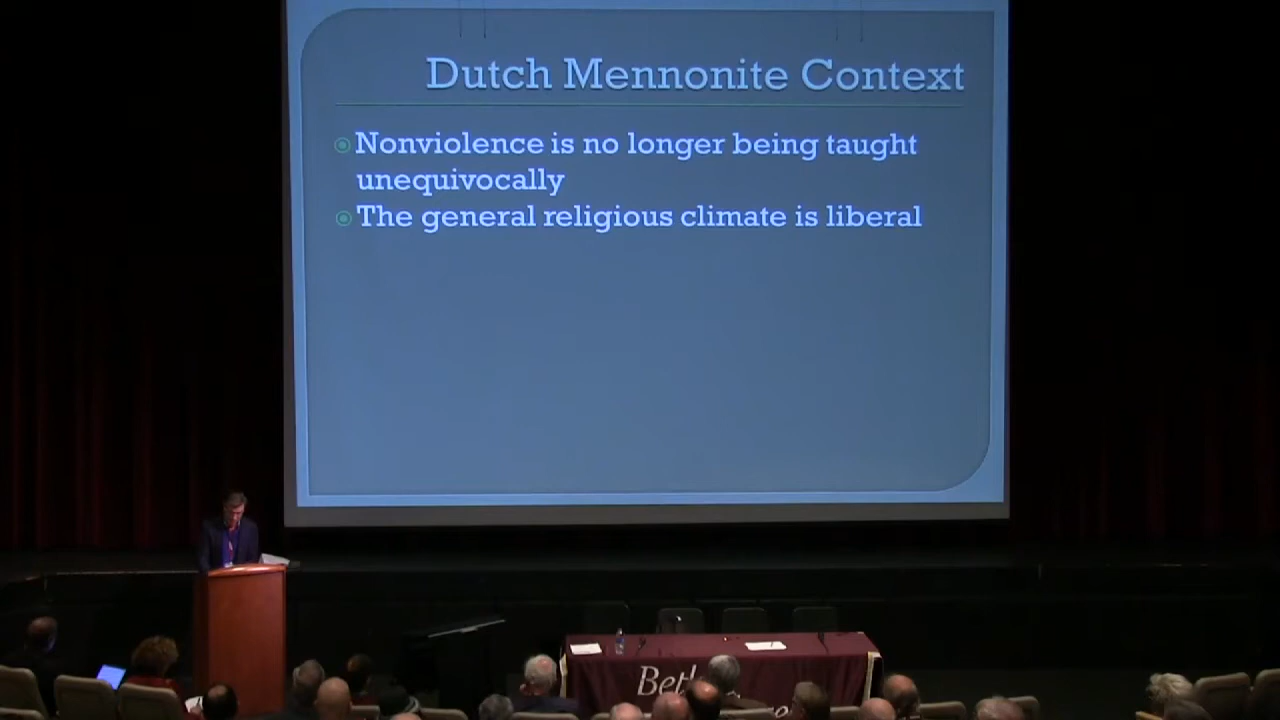 Dutch Mennonite Context
Nonviolence is no longer being taught
unequivocally
The general religious climate is liberal